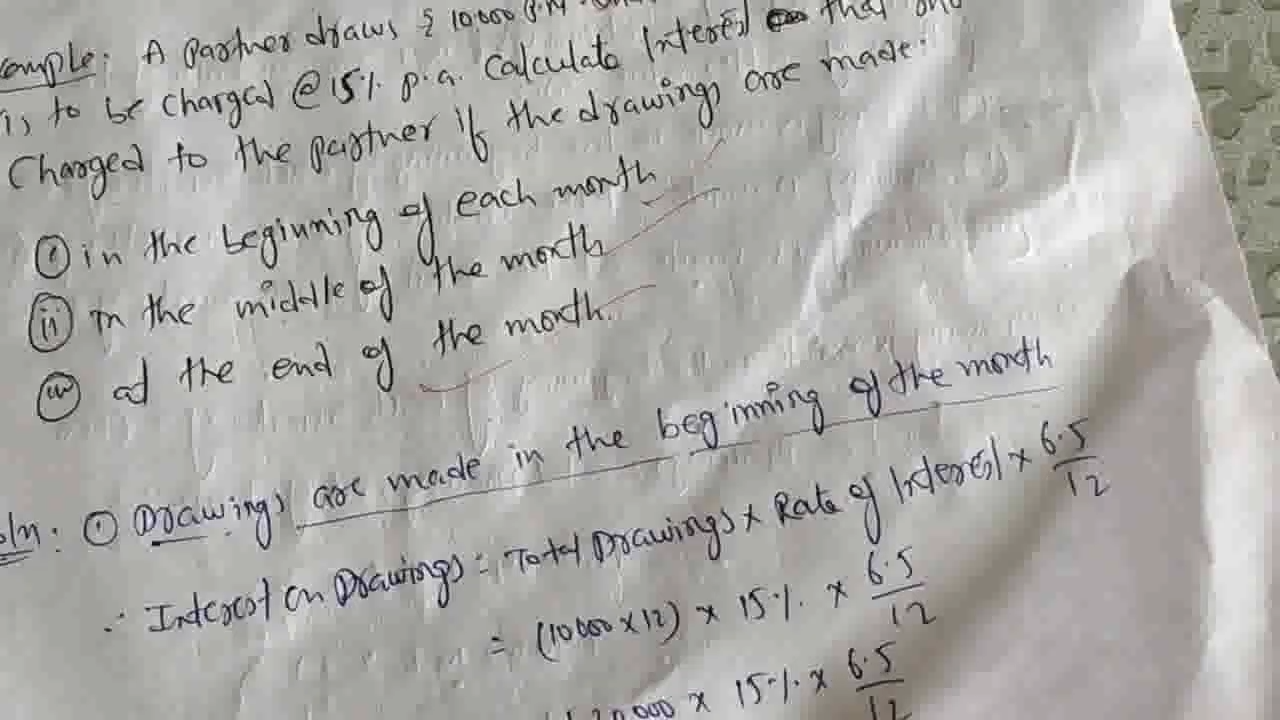 ample: A Partner draws ₹ 10000 P.M.
is to be charged @ 15% p.a. Calculate Interest that
Charged to the partner if the drawings are made:
(i) in the beginning of each month
(ii) in the middle of the month
(iii) at the end of the month.
oln: (i) Drawings are made in the beginning of the month
∴ Interest on Drawings = Total Drawings × Rate of Interest × 6.5/12
= (10000×12) × 15% × 6.5/12
20000 × 15% × 6.5/12